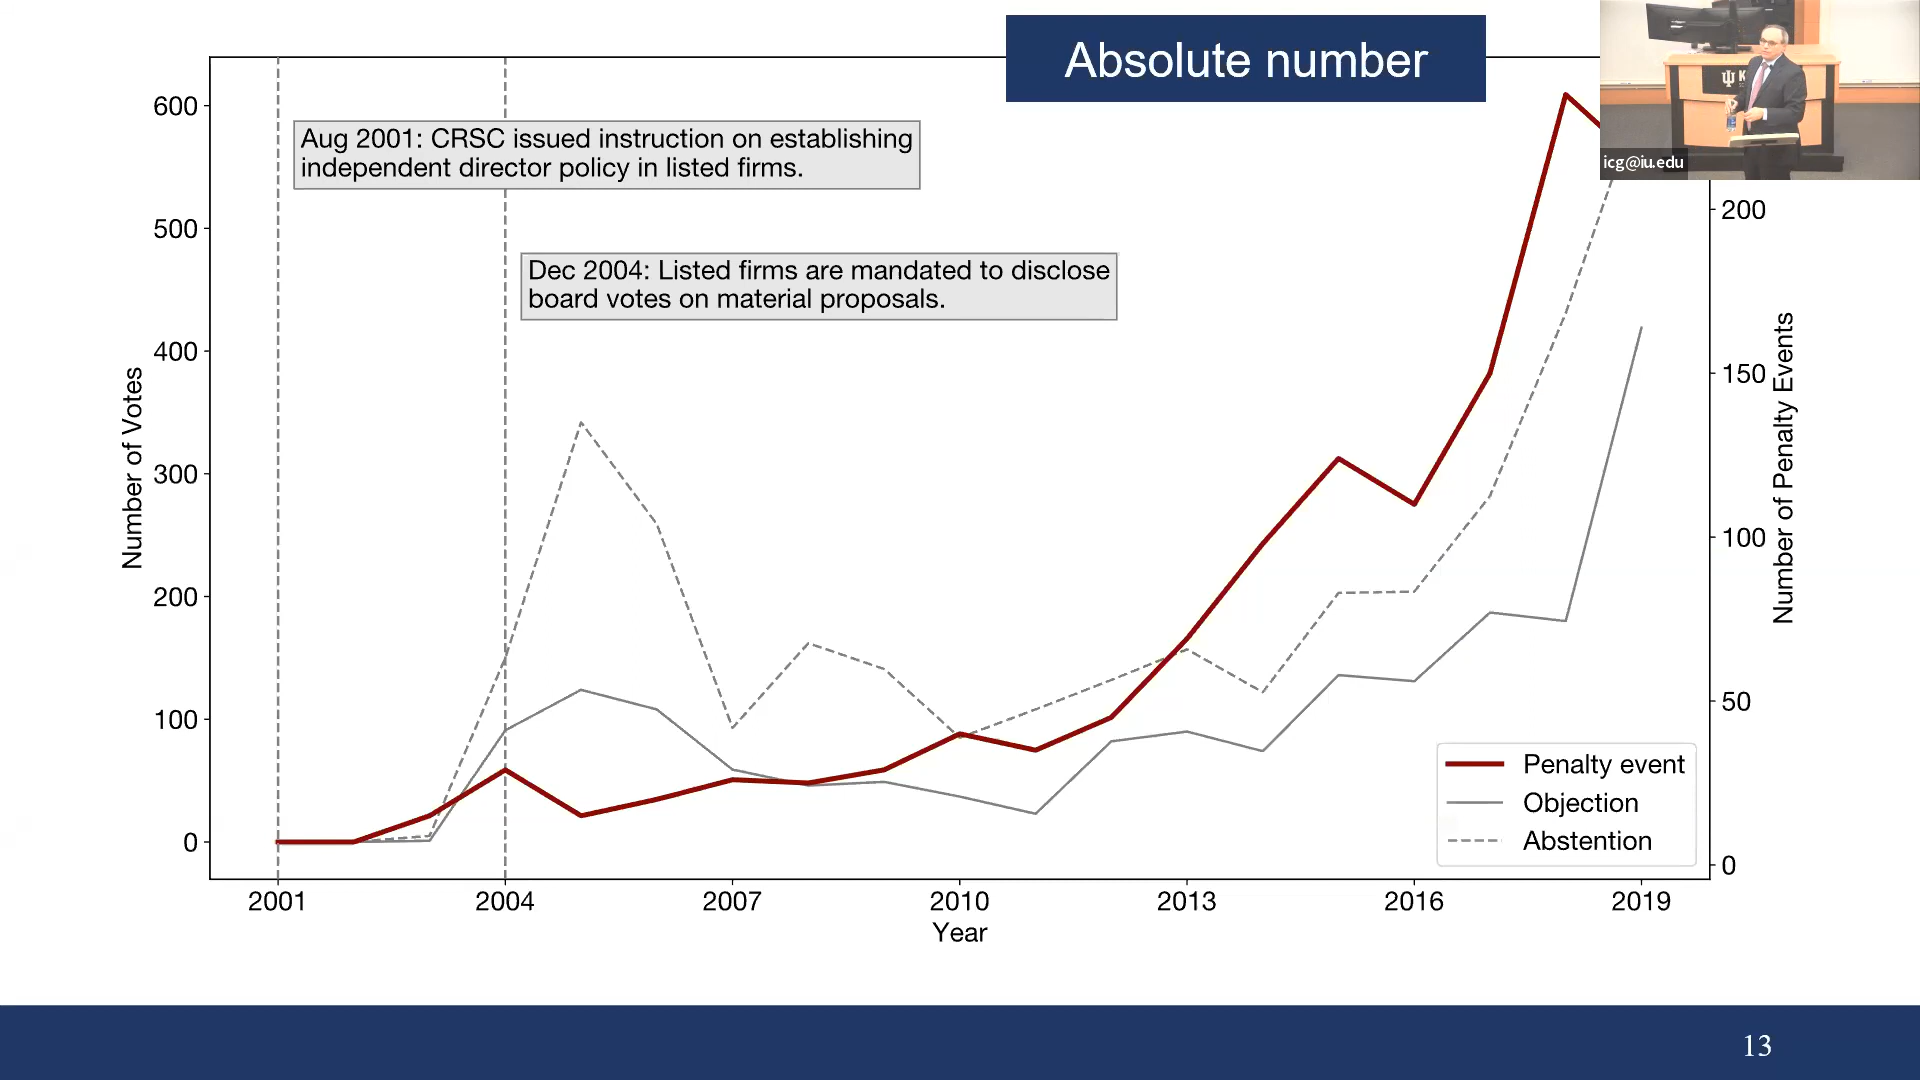 Absolute number
icg@iu.edu
Aug 2001: CRSC issued instruction on establishing
independent director policy in listed firms.
Dec 2004: Listed firms are mandated to disclose
board votes on material proposals.
Number of Votes
600
500
400
300
200
100
0
200
150
100
50
0
Number of Penalty Events
Penalty event
Objection
Abstention
2001
2004
2007
2010
2013
2016
2019
Year
13